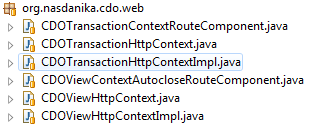 org.nasdanika.cdo.web
CDOTransactionContextRouteComponent.java
CDOTransactionHttpContext.java
CDOTransactionHttpContextImpl.java
CDOViewContextAutocloseRouteComponent.java
CDOViewHttpContext.java
CDOViewHttpContextImpl.java